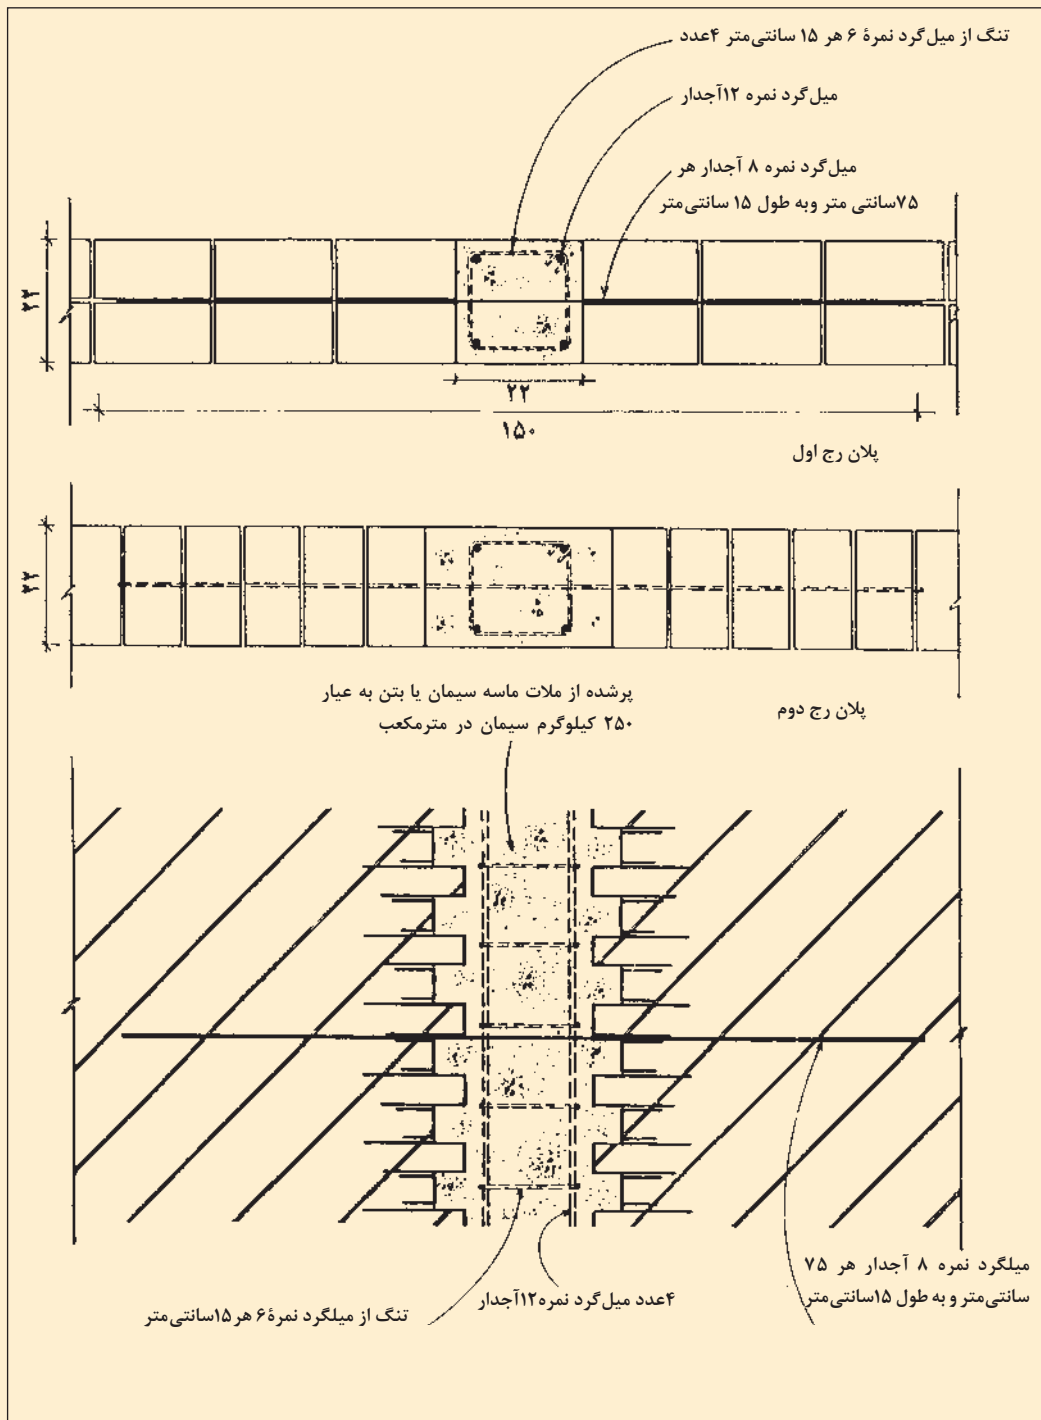 تنگ از میل‌گرد نمرهٔ ۶ هر ۱۵ سانتی‌متر ۴عدد
میل‌گرد نمره ۱۲آجدار
میل‌گرد نمره ۸ آجدار هر
۷۵سانتی متر وبه طول ۱۵ سانتی‌متر
۲۲
۲۲
۱۵۰
پلان رج اول
۲۲
پرشده از ملات ماسه سیمان یا بتن به عیار
۲۵۰ کیلوگرم سیمان در مترمکعب
پلان رج دوم
میلگرد نمره ۸ آجدار هر ۷۵
سانتی‌متر و به طول ۱۵سانتی‌متر
۴عدد میل‌گرد نمره۱۲آجدار
تنگ از میلگرد نمرهٔ۶ هر۱۵سانتی‌متر